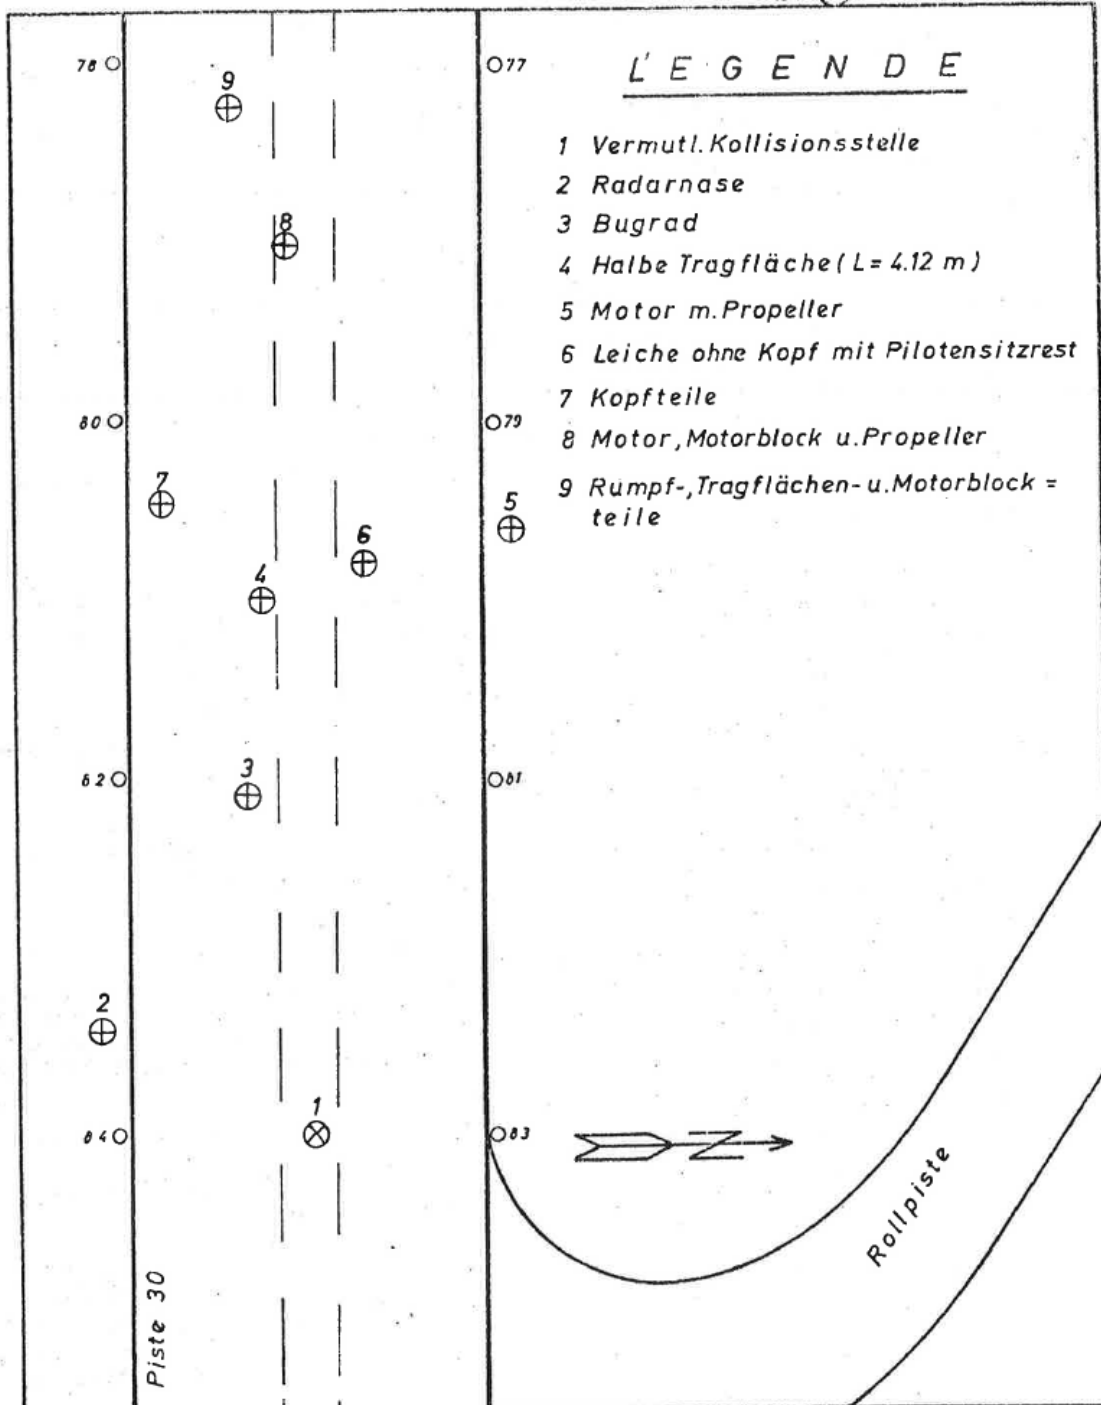 L E G E N D E
1 Vermutl. Kollisionsstelle
2 Radarnase
3 Bugrad
4 Halbe Tragfläche (L= 4.12 m)
5 Motor m. Propeller
6 Leiche ohne Kopf mit Pilotensitzrest
7 Kopfteile
8 Motor, Motorblock u. Propeller
9 Rumpf-, Tragflächen- u. Motorblock =
teile
78
77
9
8
80
79
7
5
6
4
82
81
3
2
1
84
83
N
Rollpiste
Piste 30